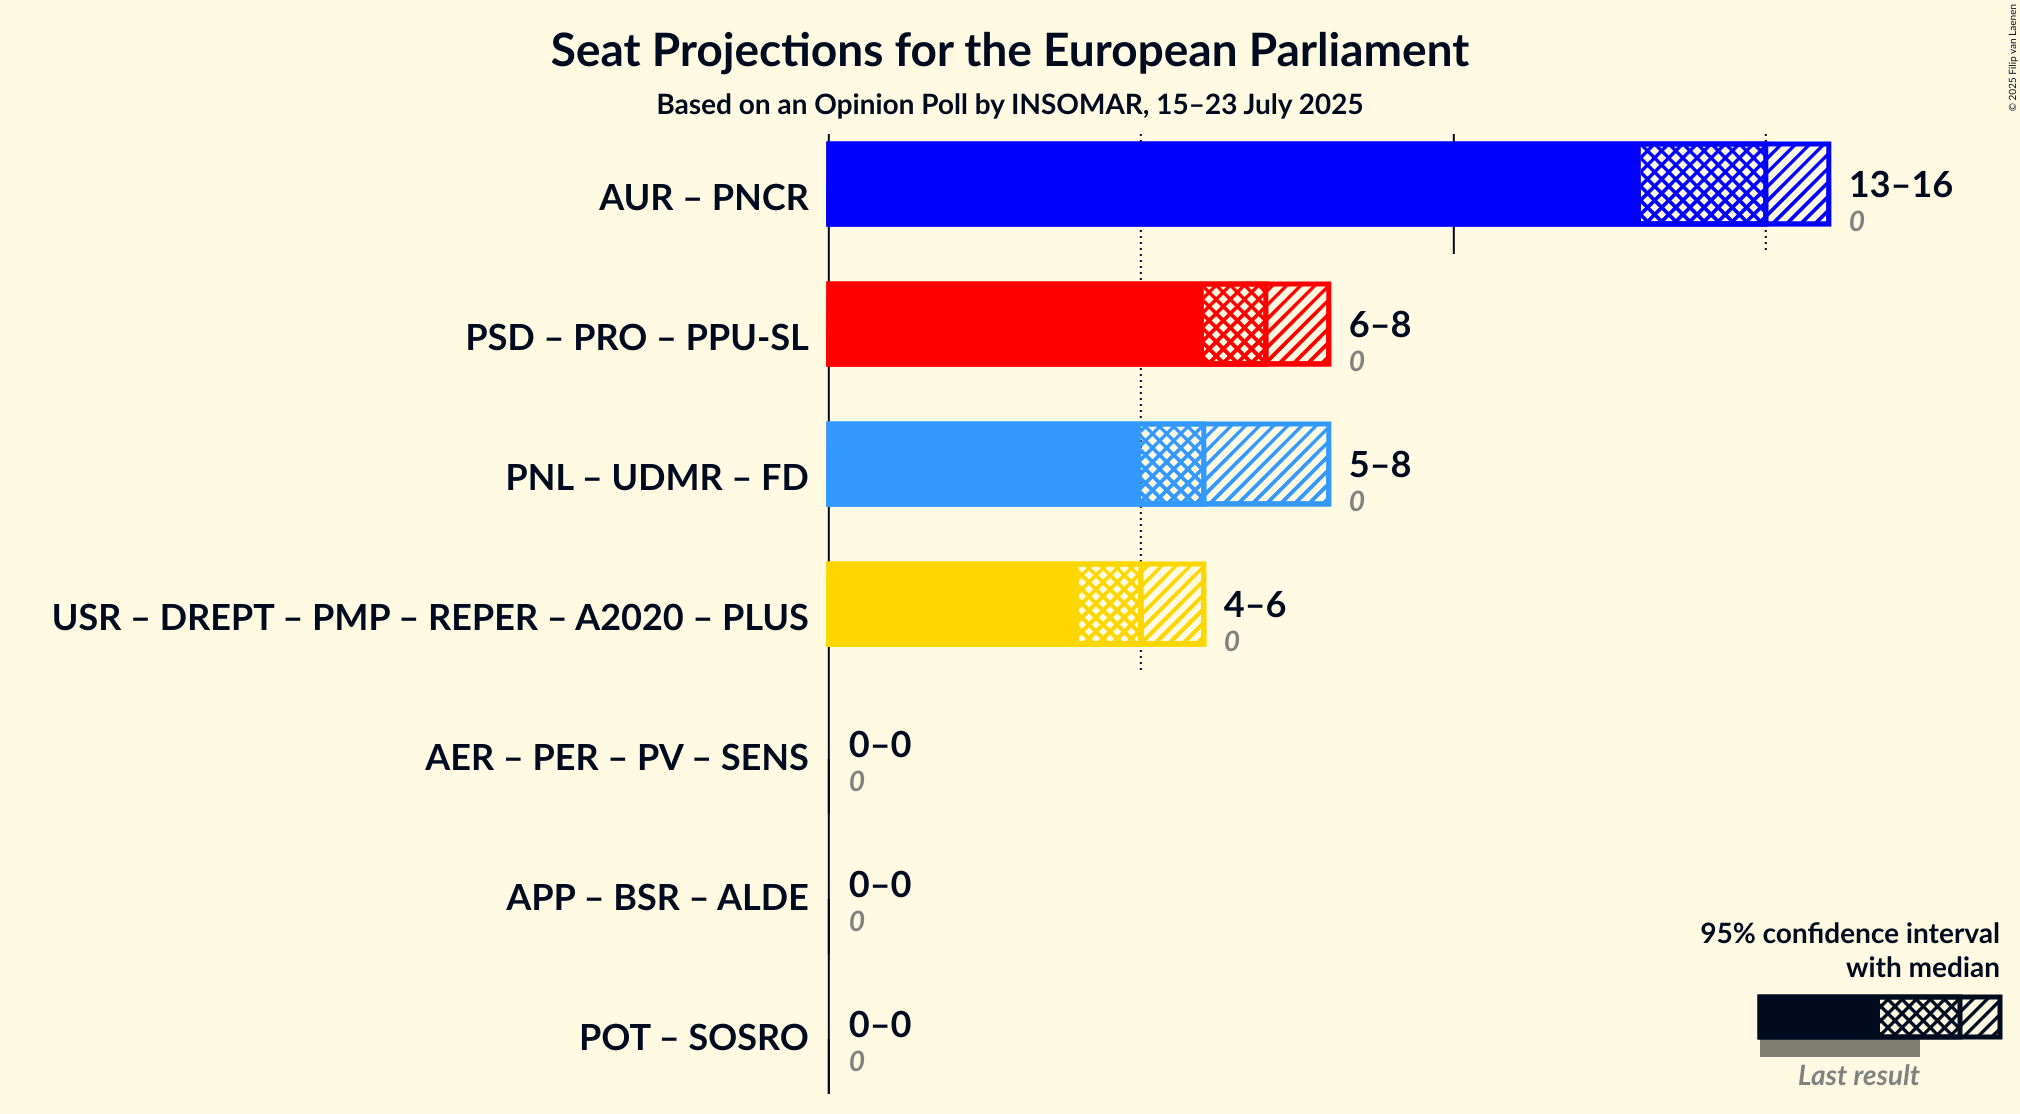 Seat Projections for the European Parliament
Based on an Opinion Poll by INSOMAR, 15–23 July 2025
© 2025 Filip van Laenen
AUR – PNCR
13–16
0
PSD – PRO – PPU-SL
6–8
0
PNL – UDMR – FD
5–8
0
USR – DREPT – PMP – REPER – A2020 – PLUS
4–6
0
AER – PER – PV – SENS
0–0
0
APP – BSR – ALDE
0–0
0
POT – SOSRO
0–0
0
95% confidence interval
with median
Last result